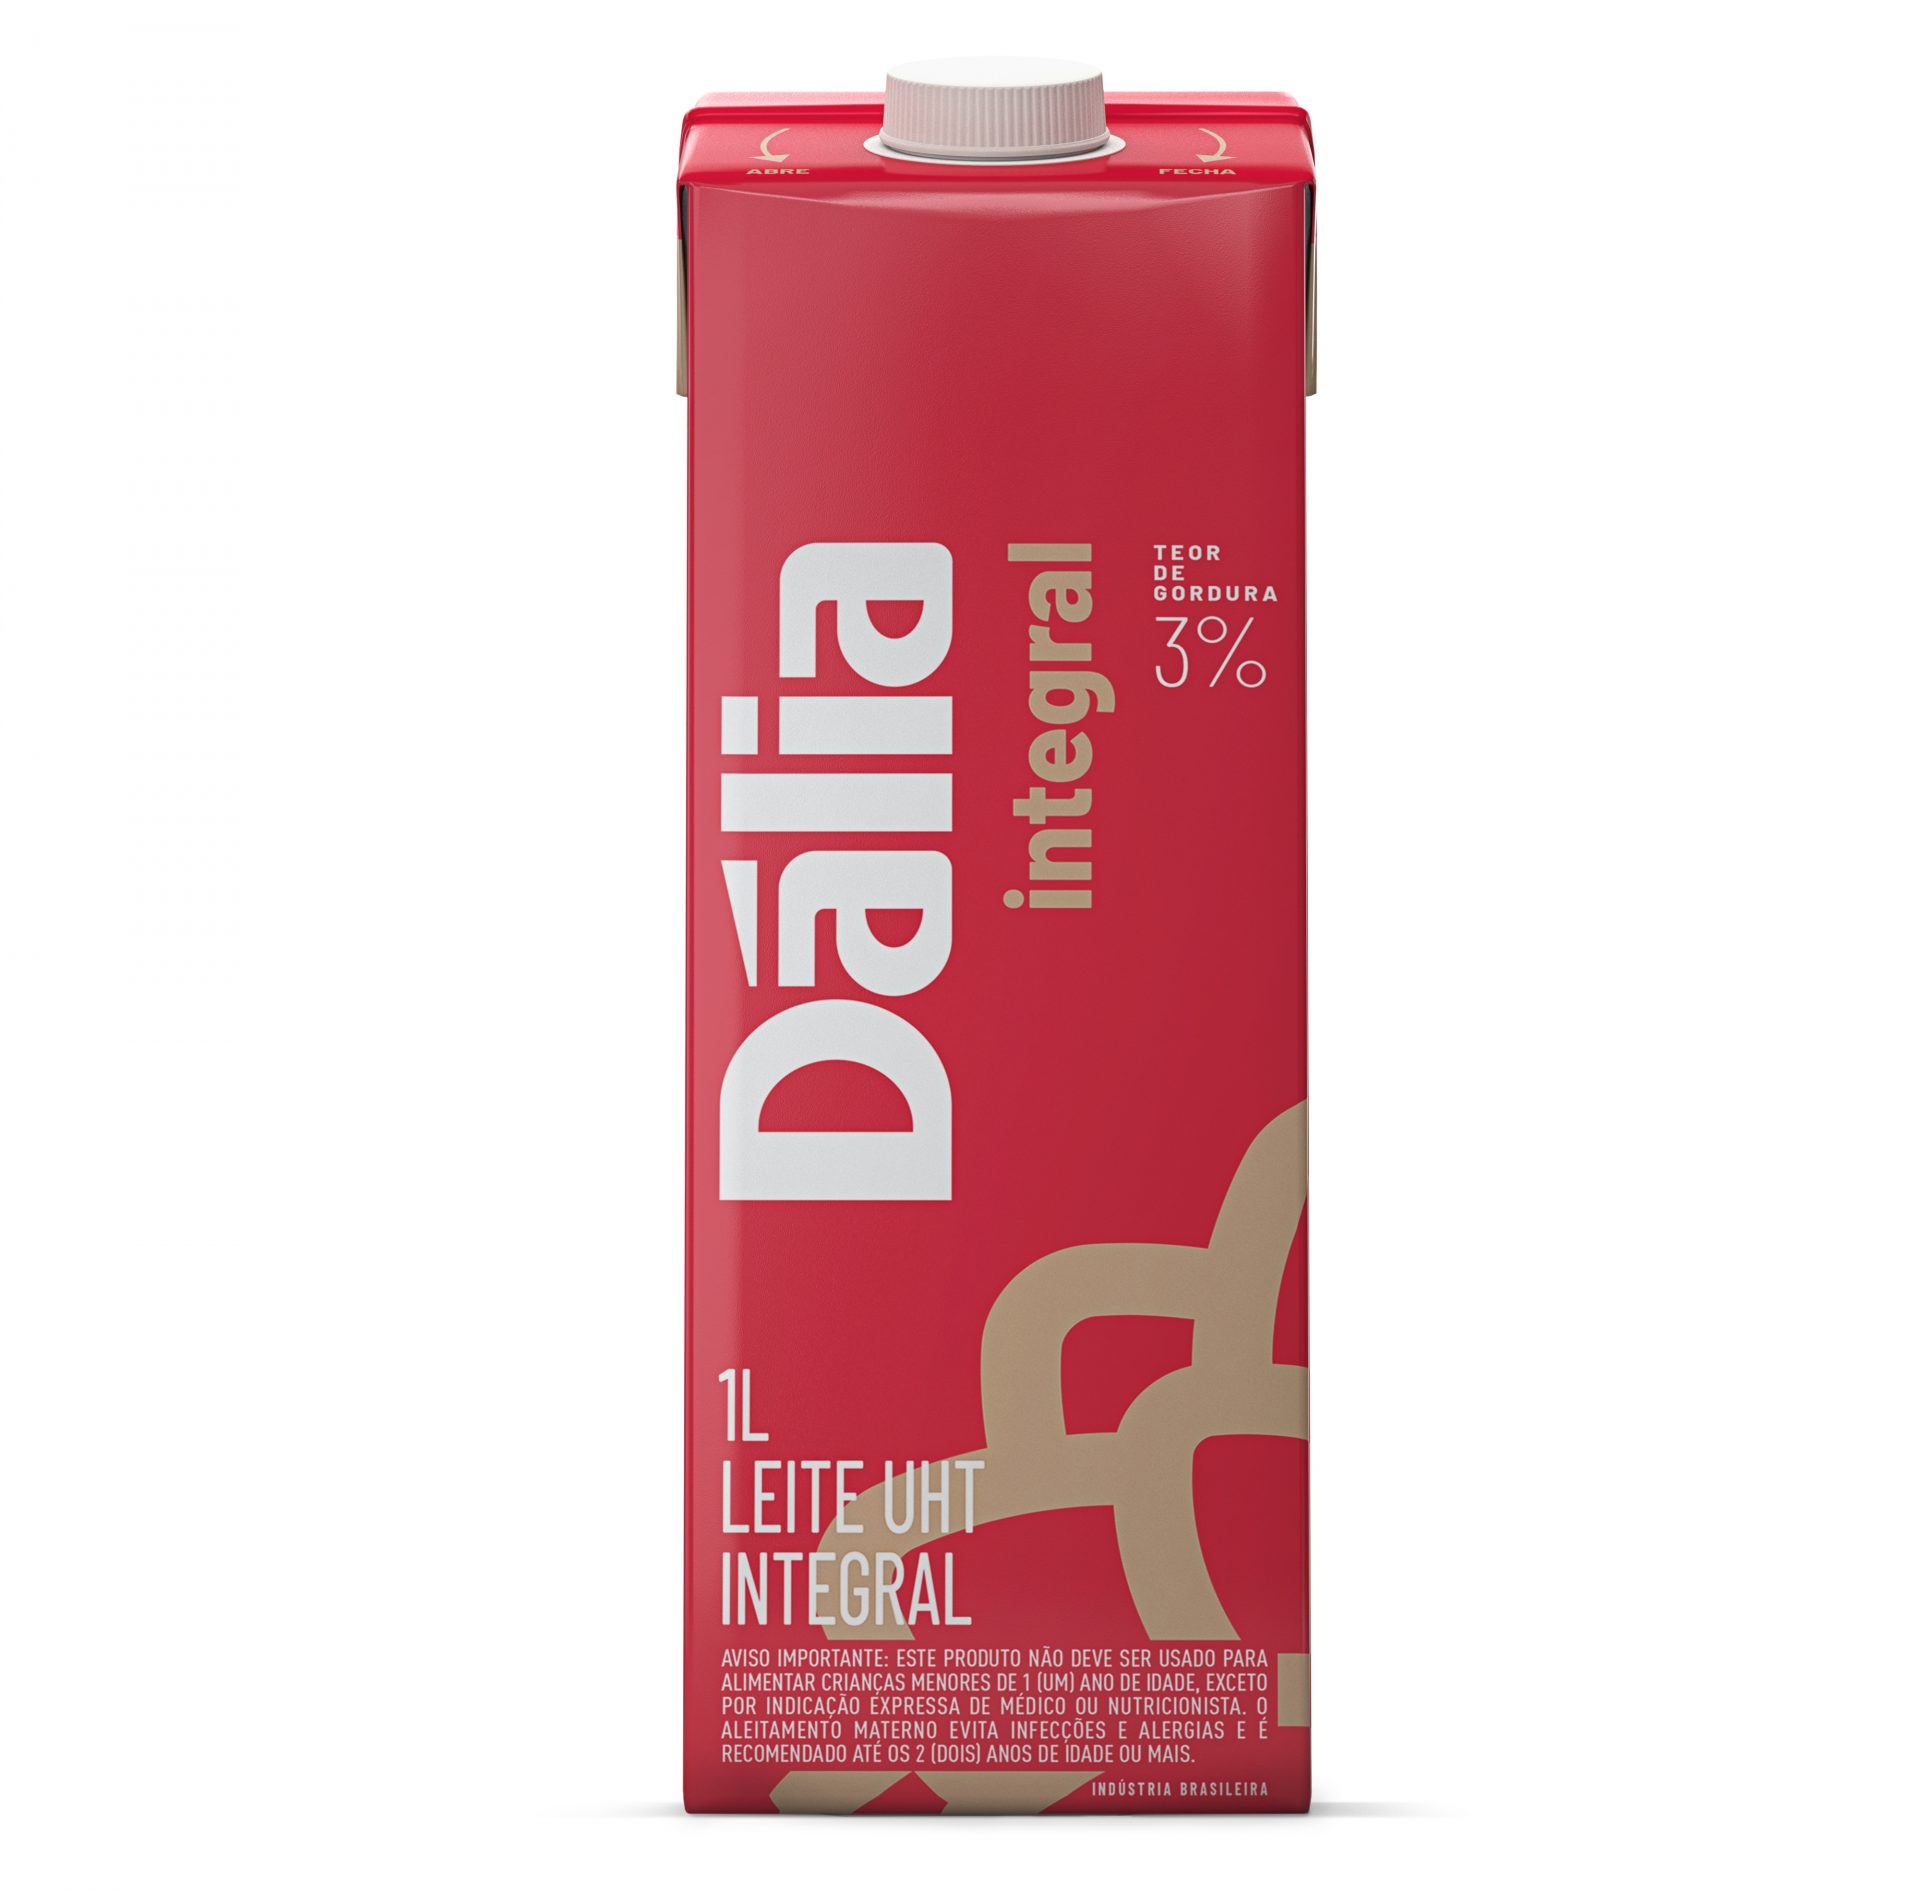 ABRE
FECHA
Dália
integral
TEOR
DE
GORDURA
3%
1L
LEITE UHT
INTEGRAL
AVISO IMPORTANTE: ESTE PRODUTO NÃO DEVE SER USADO PARA
ALIMENTAR CRIANÇAS MENORES DE 1 (UM) ANO DE IDADE, EXCETO
POR INDICAÇÃO EXPRESSA DE MÉDICO OU NUTRICIONISTA. O
ALEITAMENTO MATERNO EVITA INFECÇÕES E ALERGIAS E É
RECOMENDADO ATÉ OS 2 (DOIS) ANOS DE IDADE OU MAIS.
INDÚSTRIA BRASILEIRA